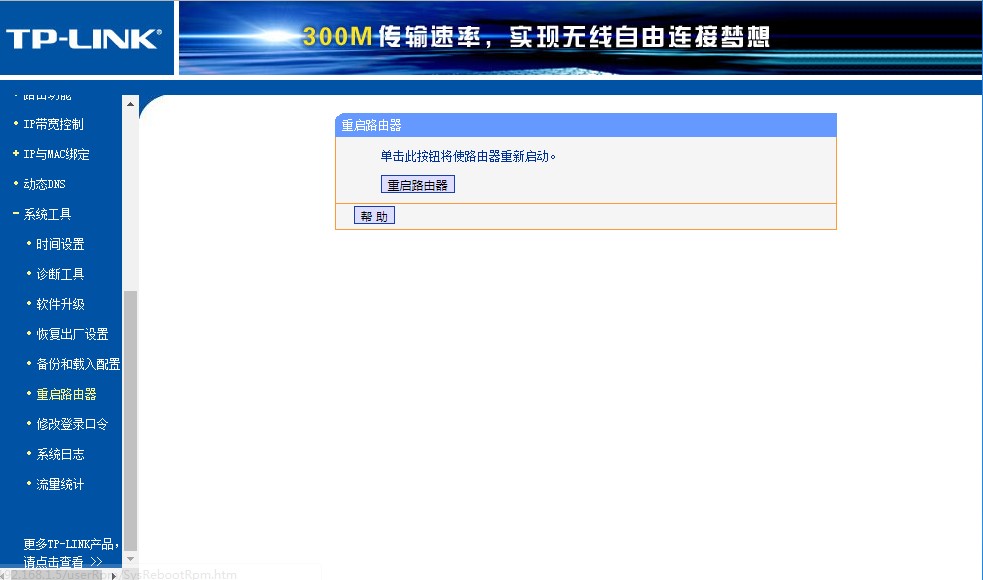 TP-LINK®
300M传输速率，实现无线自由连接梦想
路由功能
IP带宽控制
IP与MAC绑定
动态DNS
系统工具
时间设置
诊断工具
软件升级
恢复出厂设置
备份和载入配置
重启路由器
修改登录口令
系统日志
流量统计
更多TP-LINK产品，
请点击查看 >>
重启路由器
单击此按钮将使路由器重新启动。
重启路由器
帮 助
192.168.1.5/userRpm/SysRebootRpm.htm